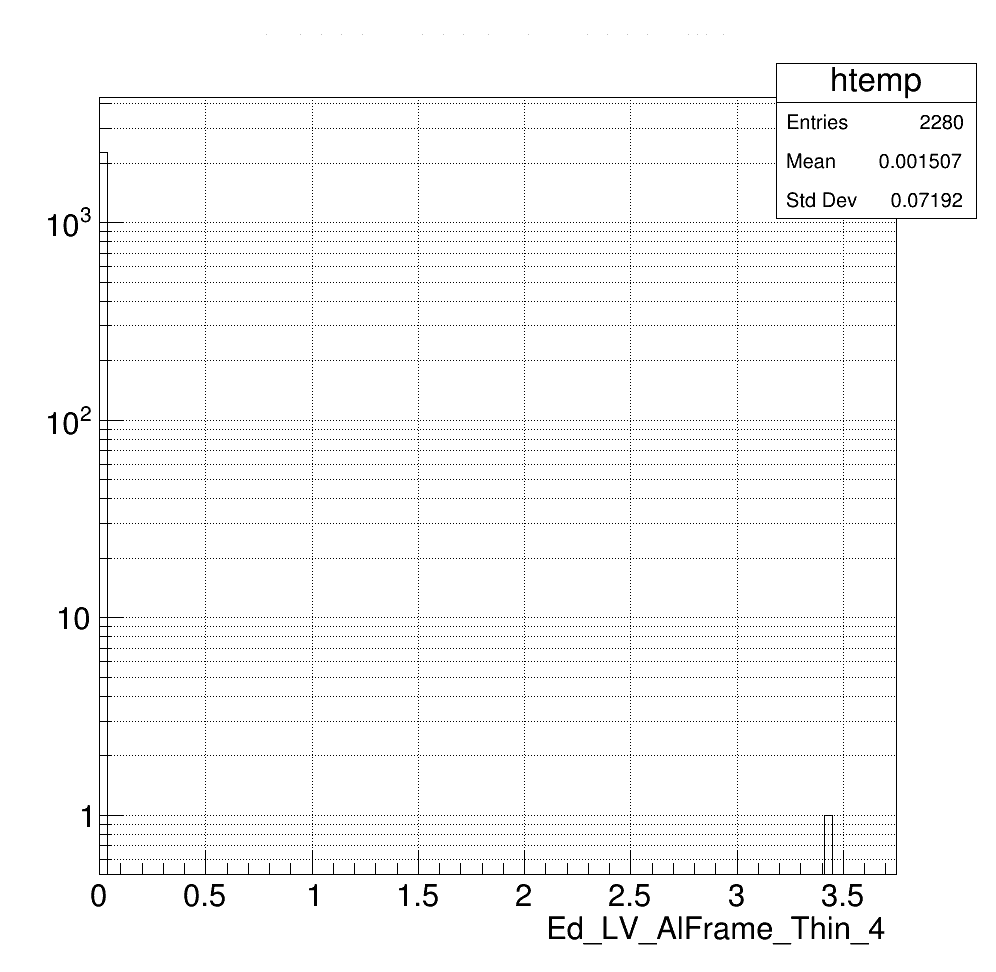 htemp
Entries 2280
Mean 0.001507
Std Dev 0.07192
10³
10²
10
1
0 0.5 1 1.5 2 2.5 3 3.5
Ed_LV_AlFrame_Thin_4